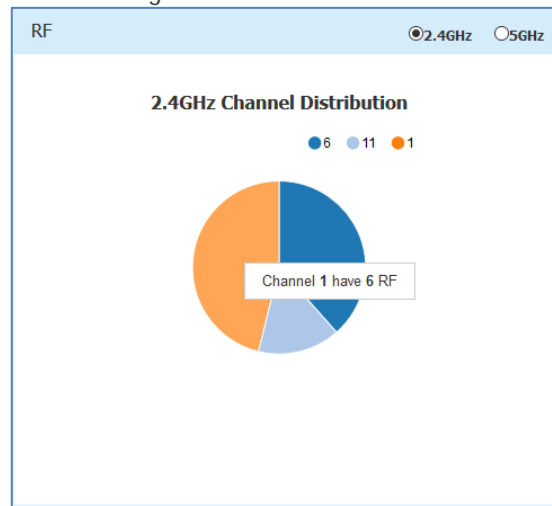 RF 2.4GHz 5GHz
2.4GHz Channel Distribution
6 11 1
Channel 1 have 6 RF